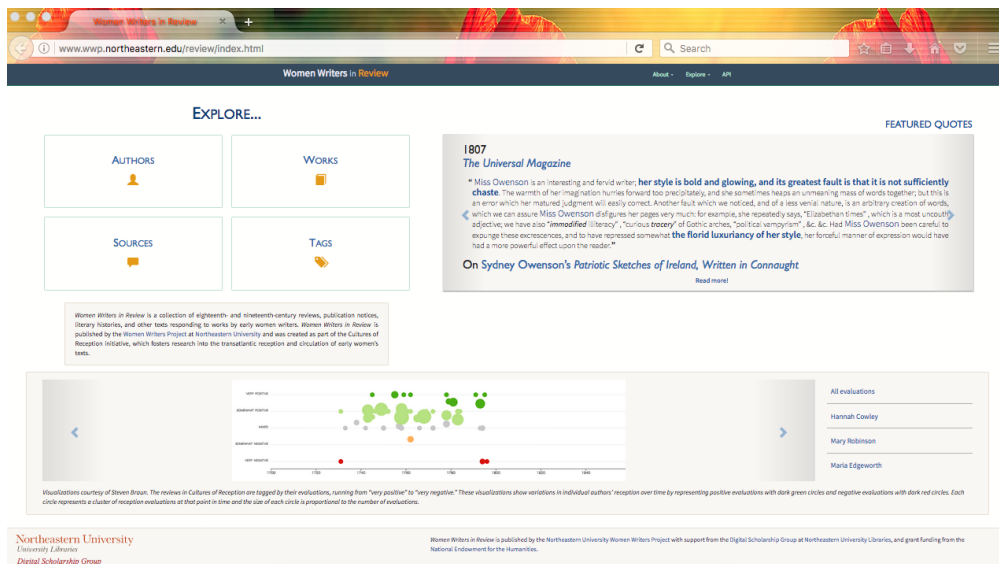 Women Writers in Review
www.wwp.northeastern.edu/review/index.html
Search
Women Writers in Review
About
Explore
API
EXPLORE...
AUTHORS
WORKS
SOURCES
TAGS
Women Writers in Review is a collection of eighteenth- and nineteenth-century reviews, publication notices,
literary histories, and other texts responding to works by early women writers. Women Writers in Review is
published by the Women Writers Project at Northeastern University and was created as part of the Cultures of
Reception initiative, which fosters research into the transatlantic reception and circulation of early women's
texts.
FEATURED QUOTES
1807
The Universal Magazine
“ Miss Owenson is an interesting and fervid writer; her style is bold and glowing, and its greatest fault is that it is not sufficiently
chaste. The warmth of her imagination hurries forward too precipitately, and she sometimes heaps an unmeaning mass of words together; but this is
an error which her matured judgment will easily correct. Another fault which we noticed, and of a less venial nature, is an arbitrary creation of words,
which we can assure Miss Owenson disfigures her pages very much: for example, she repeatedly says, "Elizabethan times" , which is a most uncouth
adjective; we have also "immodified illiteracy" , "curious tracery" of Gothic arches, "political vampyrism" , &c. &c. Had Miss Owenson been careful to
expunge these excrescences, and to have repressed somewhat the florid luxuriancy of her style, her forceful manner of expression would have
had a more powerful effect upon the reader.”
On Sydney Owenson's Patriotic Sketches of Ireland, Written in Connaught
Read more!
VERY POSITIVE
SOMEWHAT POSITIVE
MIXED
SOMEWHAT NEGATIVE
VERY NEGATIVE
1700 1720 1740 1760 1780 1800 1820 1840
All evaluations
Hannah Cowley
Mary Robinson
Maria Edgeworth
Visualizations courtesy of Steven Braun. The reviews in Cultures of Reception are tagged by their evaluations, running from "very positive" to "very negative." These visualizations show variations in individual authors' reception over time by representing positive evaluations with dark green circles and negative evaluations with dark red circles. Each
circle represents a cluster of reception evaluations at that point in time and the size of each circle is proportional to the number of evaluations.
Northeastern University
University Libraries
Digital Scholarship Group
Women Writers in Review is published by the Northeastern University Women Writers Project with support from the Digital Scholarship Group at Northeastern University Libraries, and grant funding from the
National Endowment for the Humanities.